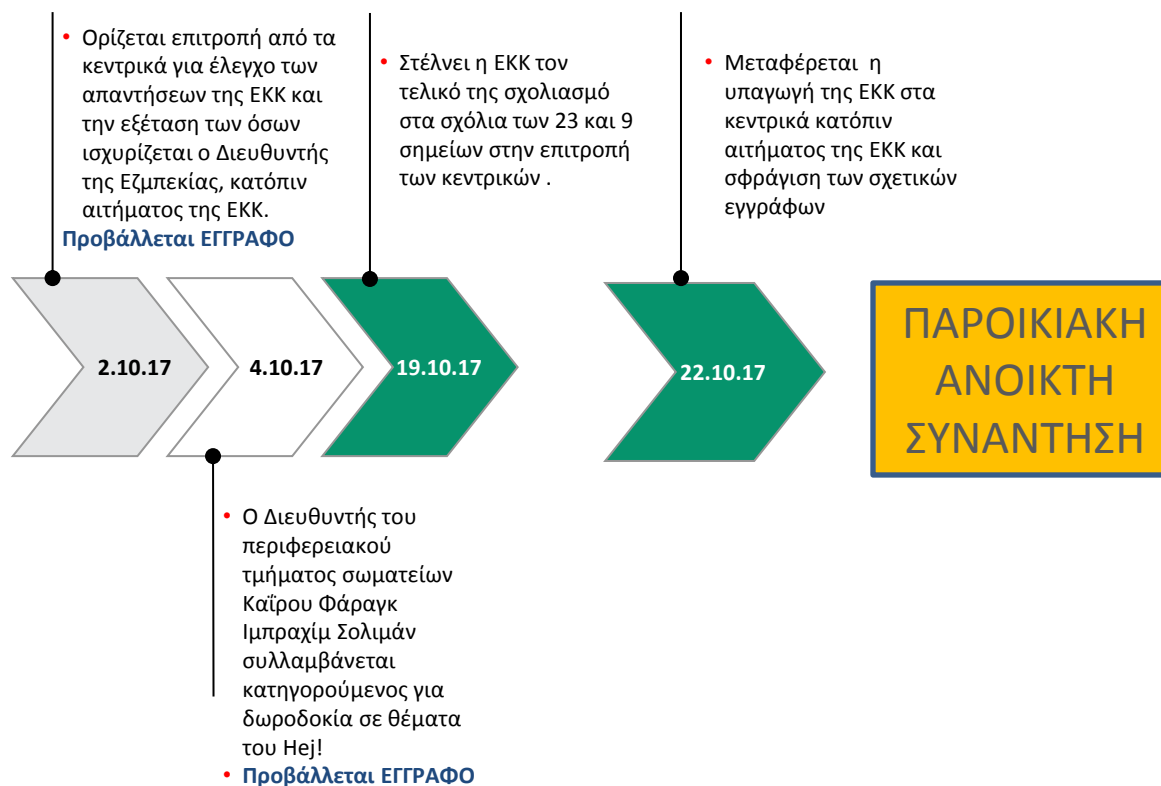 • Ορίζεται επιτροπή από τα
κεντρικά για έλεγχο των
απαντήσεων της ΕΚΚ και
την εξέταση των όσων
ισχυρίζεται ο Διευθυντής
της Εζμπεκίας, κατόπιν
αιτήματος της ΕΚΚ.
Προβάλλεται ΕΓΓΡΑΦΟ
• Στέλνει η ΕΚΚ τον
τελικό της σχολιασμό
στα σχόλια των 23 και 9
σημείων στην επιτροπή
των κεντρικών .
• Μεταφέρεται η
υπαγωγή της ΕΚΚ στα
κεντρικά κατόπιν
αιτήματος της ΕΚΚ και
σφράγιση των σχετικών
εγγράφων
2.10.17
4.10.17
19.10.17
22.10.17
ΠΑΡΟΙΚΙΑΚΗ
ΑΝΟΙΚΤΗ
ΣΥΝΑΝΤΗΣΗ
• Ο Διευθυντής του
περιφερειακού
τμήματος σωματείων
Καΐρου Φάραγκ
Ιμπραχίμ Σολιμάν
συλλαμβάνεται
κατηγορούμενος για
δωροδοκία σε θέματα
του Hej!
• Προβάλλεται ΕΓΓΡΑΦΟ